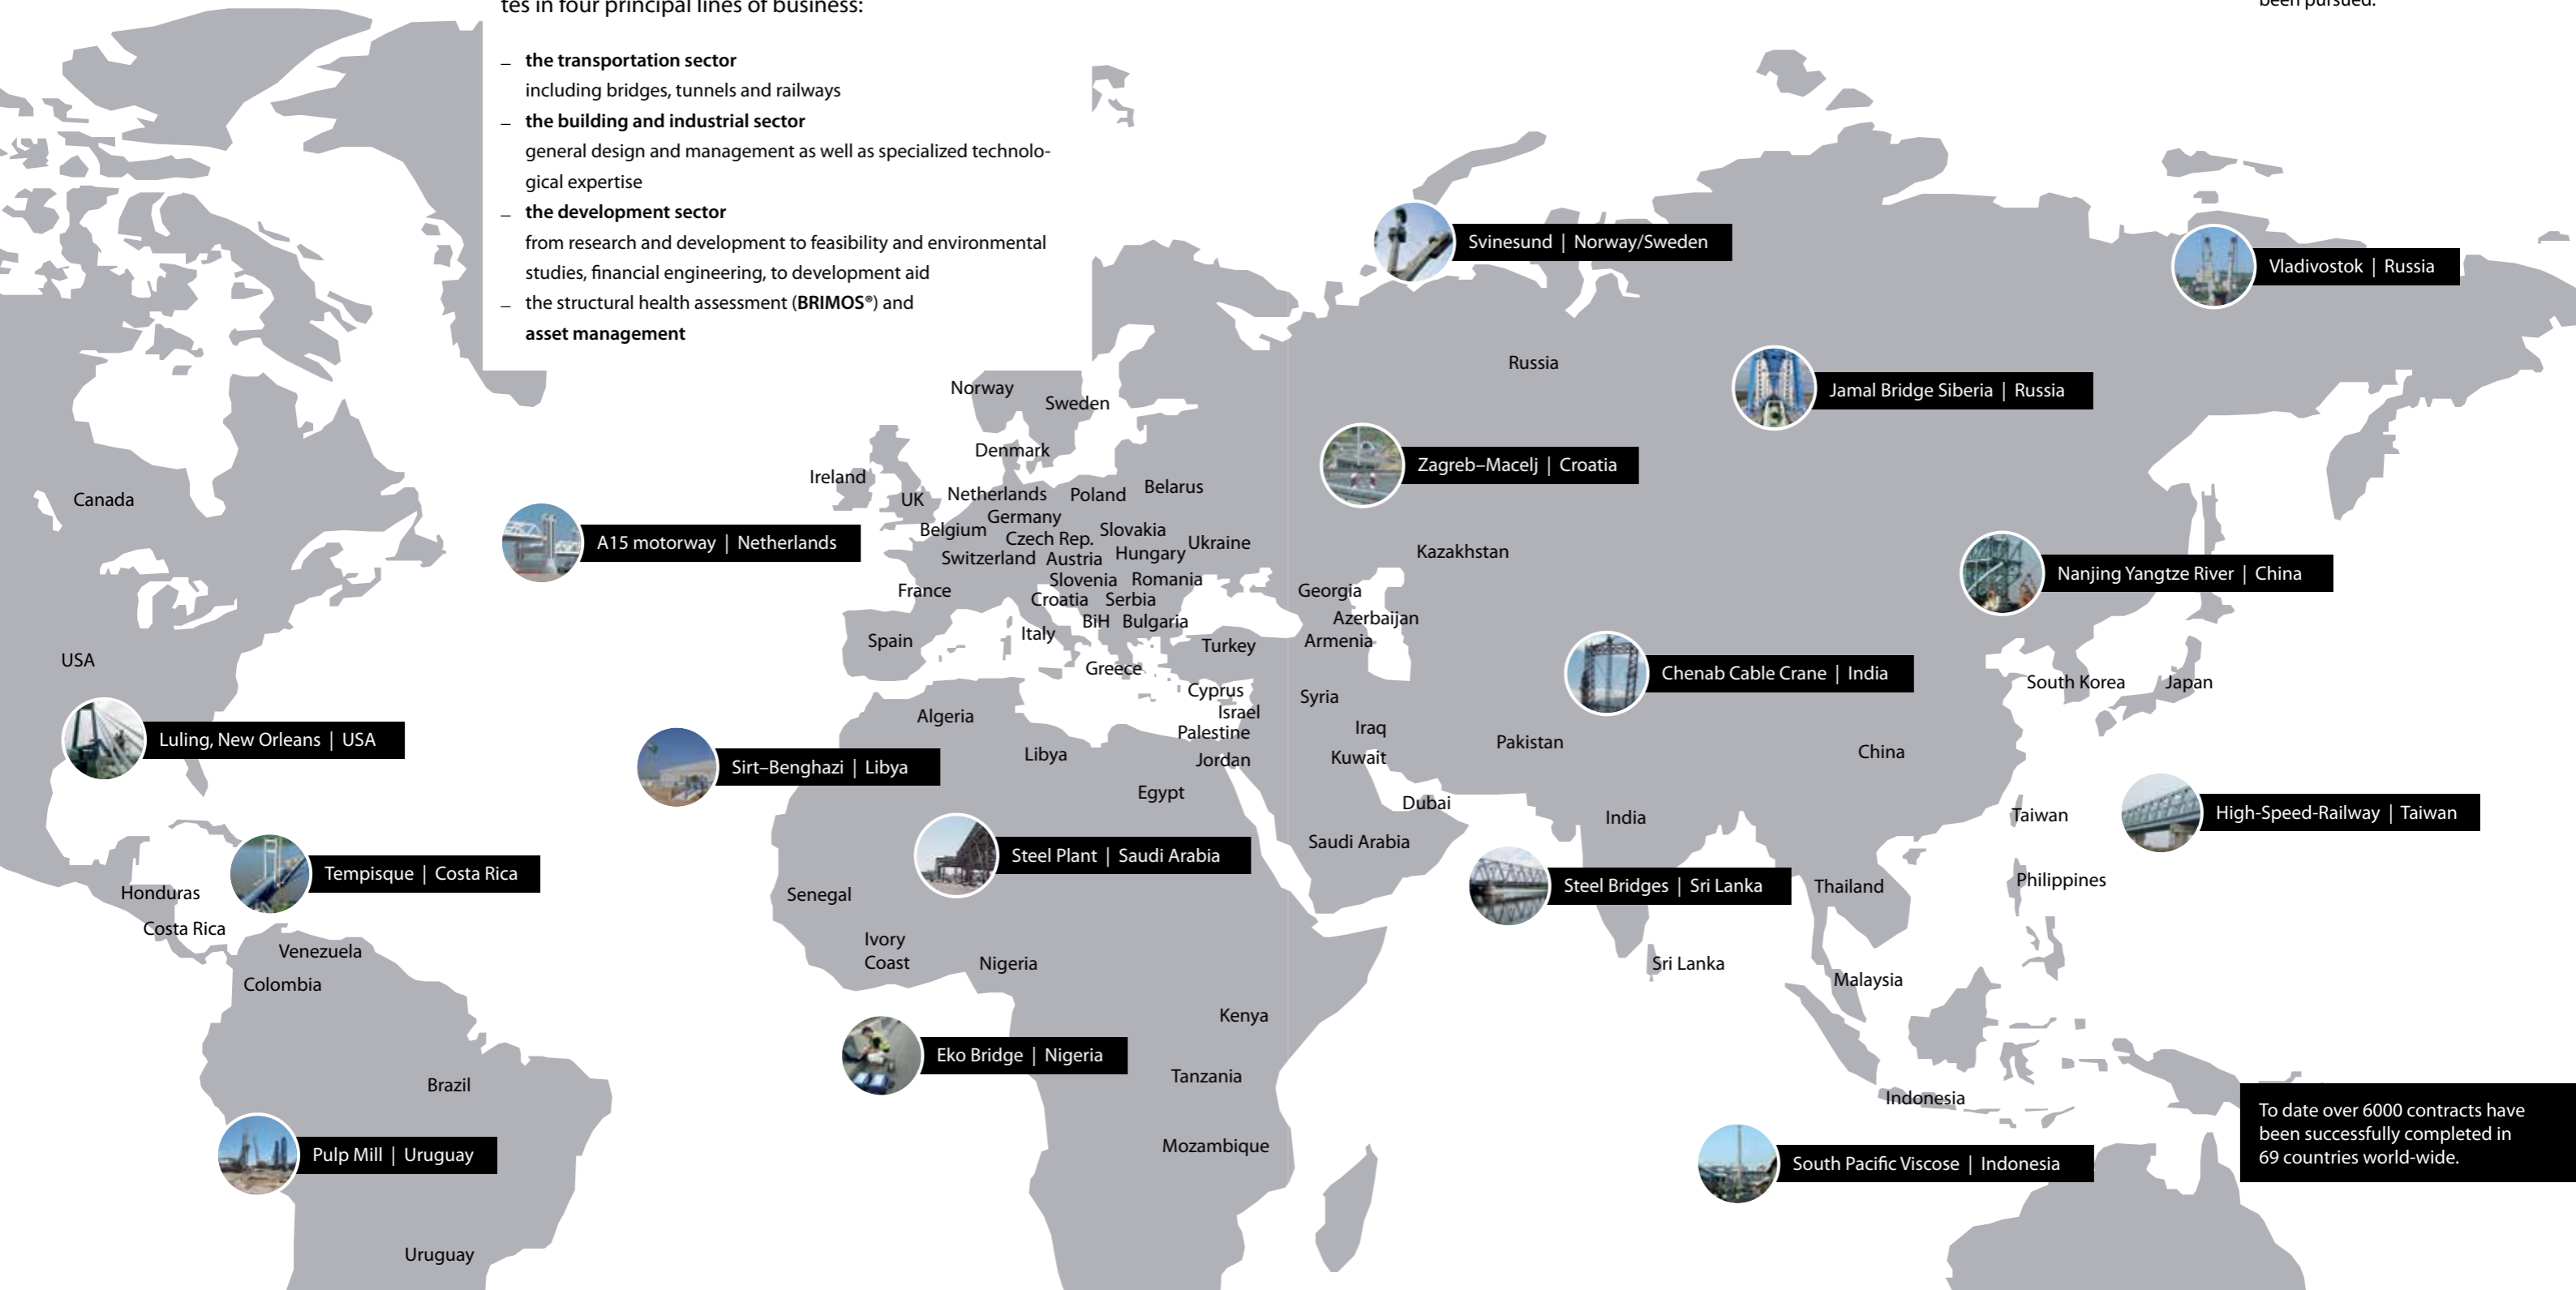 tes in four principal lines of business:
been pursued.
– the transportation sector
including bridges, tunnels and railways
– the building and industrial sector
general design and management as well as specialized technolo-
gical expertise
– the development sector
from research and development to feasibility and environmental
studies, financial engineering, to development aid
– the structural health assessment (BRIMOS®) and
asset management
Svinesund | Norway/Sweden
Vladivostok | Russia
Russia
Jamal Bridge Siberia | Russia
Norway
Sweden
Denmark
Zagreb–Macelj | Croatia
Ireland
UK
Netherlands
Poland
Belarus
Canada
Germany
Belgium
Czech Rep.
Slovakia
Ukraine
A15 motorway | Netherlands
Switzerland
Austria
Hungary
Kazakhstan
Nanjing Yangtze River | China
Slovenia
Romania
France
Croatia
Serbia
Georgia
BiH
Bulgaria
Azerbaijan
Italy
Spain
Turkey
Armenia
USA
Greece
Chenab Cable Crane | India
South Korea
Japan
Cyprus
Syria
Algeria
Israel
Palestine
Iraq
Luling, New Orleans | USA
Pakistan
China
Libya
Jordan
Kuwait
Sirt–Benghazi | Libya
Egypt
Dubai
India
Taiwan
High-Speed-Railway | Taiwan
Saudi Arabia
Steel Plant | Saudi Arabia
Tempisque | Costa Rica
Honduras
Senegal
Steel Bridges | Sri Lanka
Thailand
Philippines
Costa Rica
Venezuela
Ivory
Coast
Nigeria
Sri Lanka
Colombia
Malaysia
Kenya
Eko Bridge | Nigeria
Brazil
Tanzania
Indonesia
To date over 6000 contracts have
been successfully completed in
69 countries world-wide.
Mozambique
Pulp Mill | Uruguay
South Pacific Viscose | Indonesia
Uruguay